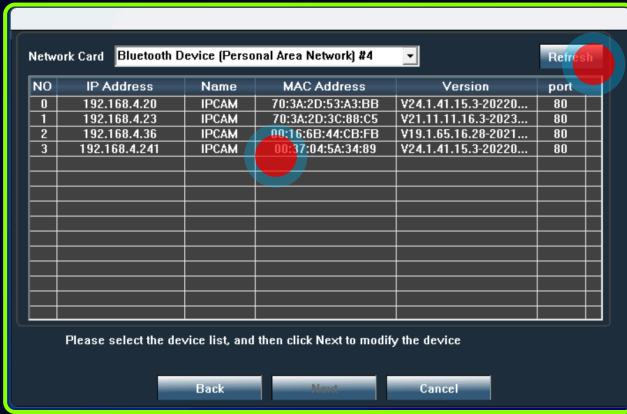 Network Card Bluetooth Device (Personal Area Network) #4 Refresh
NO IP Address Name MAC Address Version port
0 192.168.4.20 IPCAM 70:3A:2D:53:A3:BB V24.1.41.15.3-20220... 80
1 192.168.4.23 IPCAM 70:3A:2D:3C:88:C5 V21.11.11.16.3-2023... 80
2 192.168.4.36 IPCAM 00:16:6B:44:CB:FB V19.1.65.16.28-2021... 80
3 192.168.4.241 IPCAM 00:37:04:5A:34:89 V24.1.41.15.3-20220... 80
Please select the device list, and then click Next to modify the device
Back Next Cancel